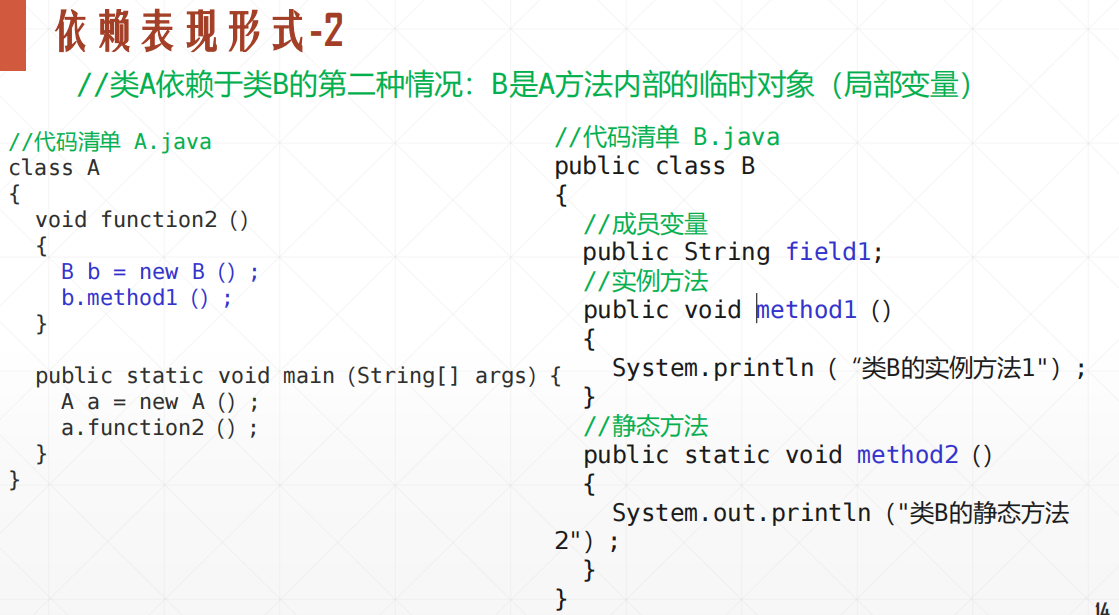 依赖表现形式-2
//类A依赖于类B的第二种情况：B是A方法内部的临时对象（局部变量）
//代码清单 A.java
class A
{
void function2（）
{
B b = new B（）;
b.method1（）;
}
public static void main（String[] args）{
A a = new A（）;
a.function2（）;
}
}
//代码清单 B.java
public class B
{
//成员变量
public String field1;
//实例方法
public void method1（）
{
System.println（“类B的实例方法1"）;
}
//静态方法
public static void method2（）
{
System.out.println（"类B的静态方法
2"）;
}
}
14